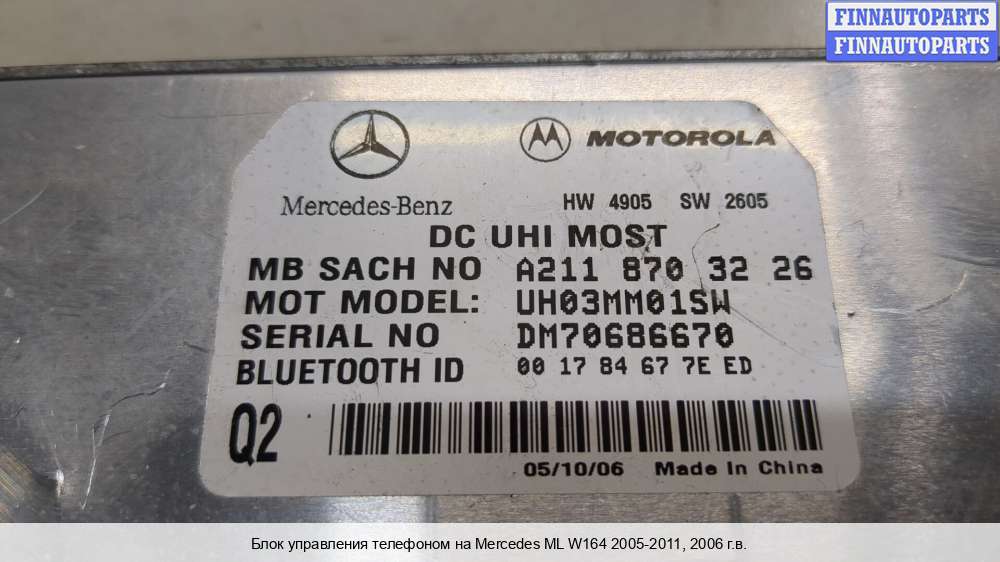 FINNAUTOPARTS
FINNAUTOPARTS
MOTOROLA
Mercedes-Benz
HW 4905 SW 2605
DC UHI MOST
MB SACH NO A211 870 32 26
MOT MODEL: UH03MM01SW
SERIAL NO DM70686670
BLUETOOTH ID 00 17 84 67 7E ED
Q2
05/10/06 Made In China
Блок управления телефоном на Mercedes ML W164 2005-2011, 2006 г.в.